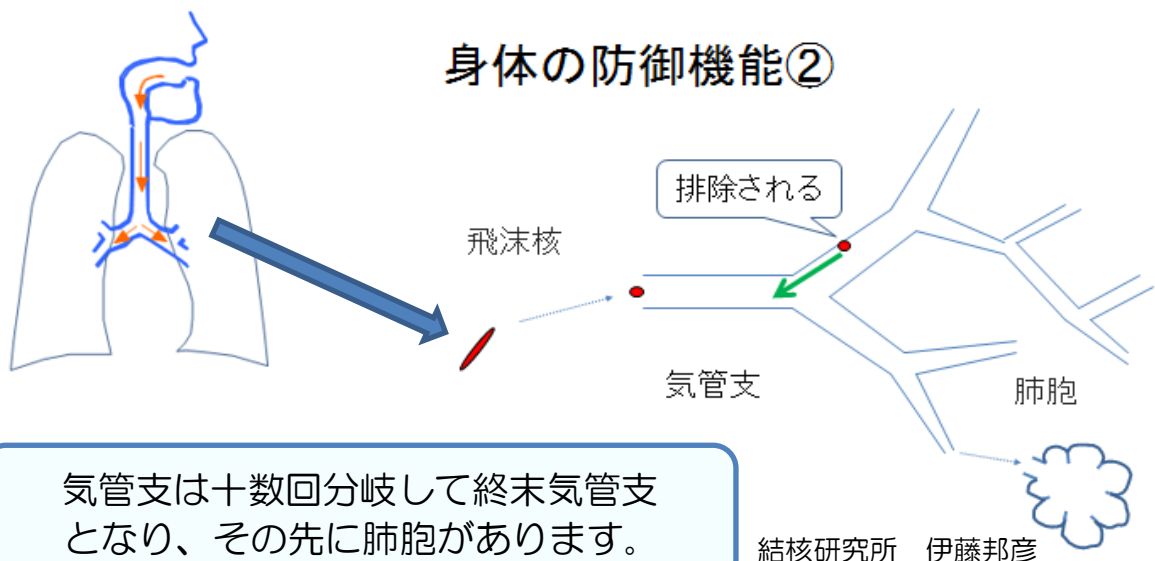 身体の防御機能②
排除される
飛沫核
気管支
肺胞
気管支は十数回分岐して終末気管支
となり、その先に肺胞があります。
結核研究所　伊藤邦彦